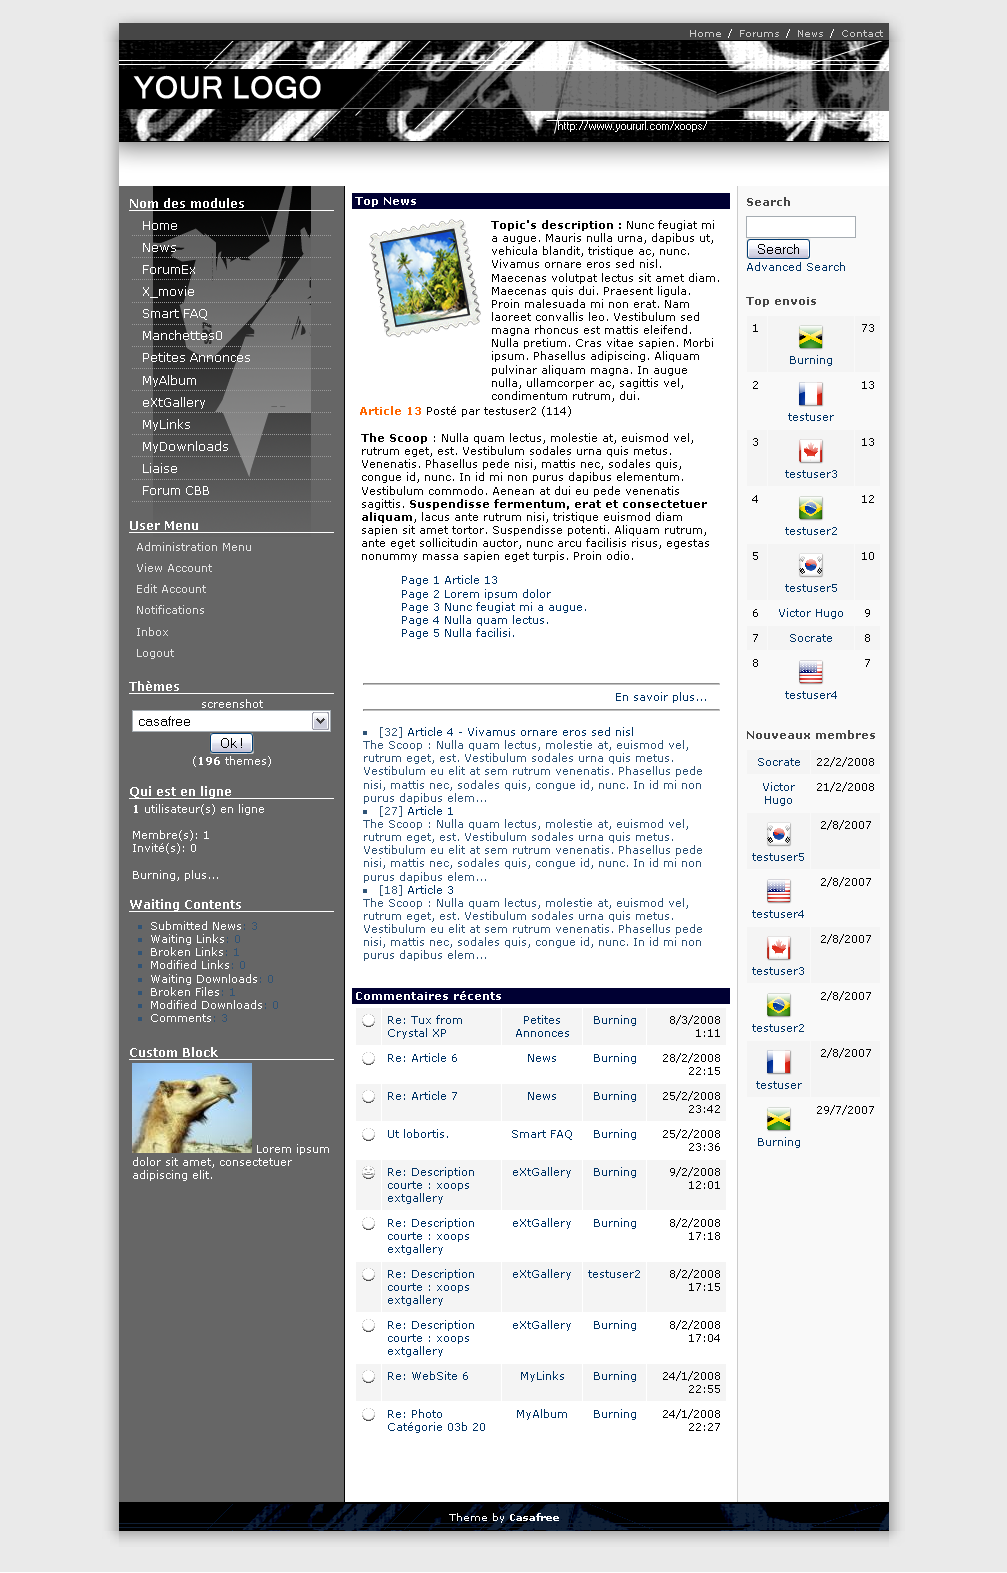 Home / Forums / News / Contact
YOUR LOGO
http://www.yoururl.com/xoops/
Nom des modules
Home
News
ForumEx
X_movie
Smart FAQ
Manchettes0
Petites Annonces
MyAlbum
eXtGallery
MyLinks
MyDownloads
Liaise
Forum CBB
User Menu
Administration Menu
View Account
Edit Account
Notifications
Inbox
Logout
Thèmes
screenshot
casafree
Ok!
(196 themes)
Qui est en ligne
1 utilisateur(s) en ligne
Membre(s): 1
Invité(s): 0
Burning, plus...
Waiting Contents
Submitted News: 3
Waiting Links: 0
Broken Links: 1
Modified Links: 0
Waiting Downloads: 0
Broken Files: 1
Modified Downloads: 0
Comments: 3
Custom Block
Lorem ipsum
dolor sit amet, consectetuer
adipiscing elit.
Top News
Topic's description : Nunc feugiat mi
a augue. Mauris nulla urna, dapibus ut,
vehicula blandit, tristique ac, nunc.
Vivamus ornare eros sed nisl.
Maecenas volutpat lectus sit amet diam.
Maecenas quis dui. Praesent ligula.
Proin malesuada mi non erat. Nam
laoreet convallis leo. Vestibulum sed
magna rhoncus est mattis eleifend.
Nulla pretium. Cras vitae sapien. Morbi
ipsum. Phasellus adipiscing. Aliquam
pulvinar aliquam magna. In augue
nulla, ullamcorper ac, sagittis vel,
condimentum rutrum, dui.
Article 13 Posté par testuser2 (114)
The Scoop : Nulla quam lectus, molestie at, euismod vel,
rutrum eget, est. Vestibulum sodales urna quis metus.
Venenatis. Phasellus pede nisi, mattis nec, sodales quis,
congue id, nunc. In id mi non purus dapibus elementum.
Vestibulum commodo. Aenean at dui eu pede venenatis
sagittis. Suspendisse fermentum, erat et consectetuer
aliquam, lacus ante rutrum nisi, tristique euismod diam
sapien sit amet tortor. Suspendisse potenti. Aliquam rutrum,
ante eget sollicitudin auctor, nunc arcu facilisis risus, egestas
nonummy massa sapien eget turpis. Proin odio.
Page 1 Article 13
Page 2 Lorem ipsum dolor
Page 3 Nunc feugiat mi a augue.
Page 4 Nulla quam lectus.
Page 5 Nulla facilisi.
En savoir plus...
[32] Article 4 - Vivamus ornare eros sed nisl
The Scoop : Nulla quam lectus, molestie at, euismod vel,
rutrum eget, est. Vestibulum sodales urna quis metus.
Vestibulum eu elit at sem rutrum venenatis. Phasellus pede
nisi, mattis nec, sodales quis, congue id, nunc. In id mi non
purus dapibus elem...
[27] Article 1
The Scoop : Nulla quam lectus, molestie at, euismod vel,
rutrum eget, est. Vestibulum sodales urna quis metus.
Vestibulum eu elit at sem rutrum venenatis. Phasellus pede
nisi, mattis nec, sodales quis, congue id, nunc. In id mi non
purus dapibus elem...
[18] Article 3
The Scoop : Nulla quam lectus, molestie at, euismod vel,
rutrum eget, est. Vestibulum sodales urna quis metus.
Vestibulum eu elit at sem rutrum venenatis. Phasellus pede
nisi, mattis nec, sodales quis, congue id, nunc. In id mi non
purus dapibus elem...
Commentaires récents
Re: Tux from Petites Burning 8/3/2008
Crystal XP Annonces 1:11
Re: Article 6 News Burning 28/2/2008
22:15
Re: Article 7 News Burning 25/2/2008
23:42
Ut lobortis. Smart FAQ Burning 25/2/2008
23:36
Re: Description eXtGallery Burning 9/2/2008
courte : xoops 12:01
extgallery
Re: Description eXtGallery Burning 8/2/2008
courte : xoops 17:18
extgallery
Re: Description eXtGallery testuser2 8/2/2008
courte : xoops 17:15
extgallery
Re: Description eXtGallery Burning 8/2/2008
courte : xoops 17:04
extgallery
Re: WebSite 6 MyLinks Burning 24/1/2008
22:55
Re: Photo MyAlbum Burning 24/1/2008
Catégorie 03b 20 22:27
Search
Search
Advanced Search
Top envois
1 73
Burning
2 13
testuser
3 13
testuser3
4 12
testuser2
5 10
testuser5
6 Victor Hugo 9
7 Socrate 8
8 7
testuser4
Nouveaux membres
Socrate 22/2/2008
Victor 21/2/2008
Hugo
2/8/2007
testuser5
2/8/2007
testuser4
2/8/2007
testuser3
2/8/2007
testuser2
2/8/2007
testuser
29/7/2007
Burning
Theme by Casafree